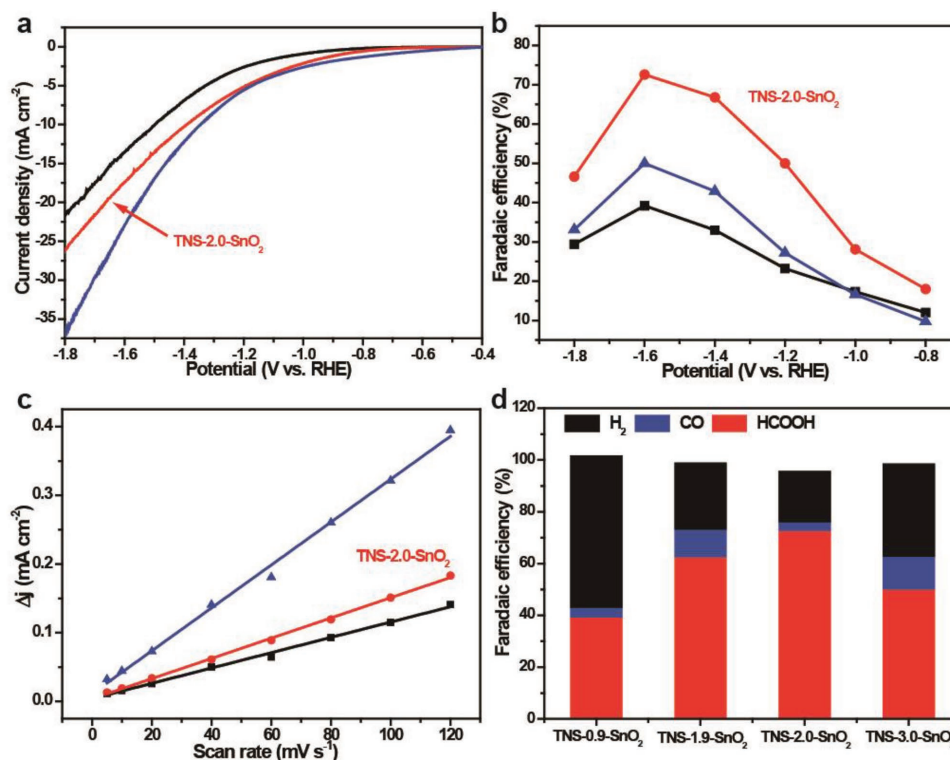 a
0
-5
-10
-15
-20
-25
-30
-35
Current density (mA cm⁻²)
TNS-2.0-SnO₂
-1.8 -1.6 -1.4 -1.2 -1.0 -0.8 -0.6 -0.4
Potential (V vs. RHE)
b
80
70
60
50
40
30
20
10
Faradaic efficiency (%)
TNS-2.0-SnO₂
-1.8 -1.6 -1.4 -1.2 -1.0 -0.8
Potential (V vs. RHE)
c
0.4
0.3
0.2
0.1
0.0
Δj (mA cm⁻²)
TNS-2.0-SnO₂
0 20 40 60 80 100 120
Scan rate (mV s⁻¹)
d
120
100
80
60
40
20
0
Faradaic efficiency (%)
H₂ CO HCOOH
TNS-0.9-SnO₂ TNS-1.9-SnO₂ TNS-2.0-SnO₂ TNS-3.0-SnO